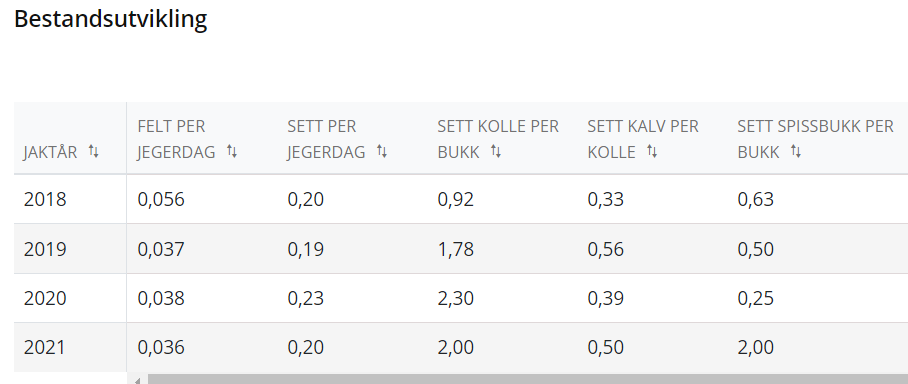 Bestandsutvikling
FELT PER SETT PER SETT KOLLE PER SETT KALV PER SETT SPISSBUKK PER
JAKTÅR JEGERDAG JEGERDAG BUKK KOLLE BUKK
2018 0,056 0,20 0,92 0,33 0,63
2019 0,037 0,19 1,78 0,56 0,50
2020 0,038 0,23 2,30 0,39 0,25
2021 0,036 0,20 2,00 0,50 2,00